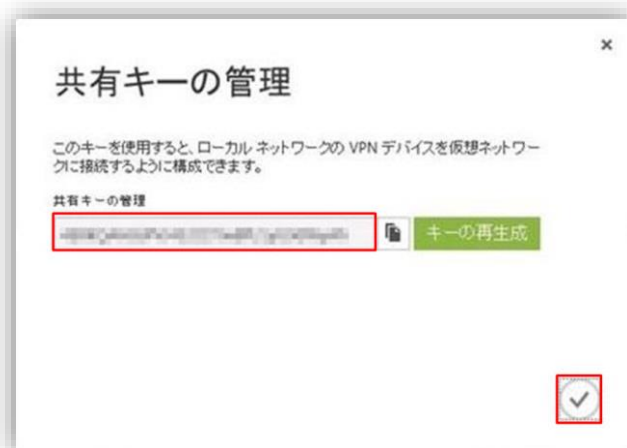 共有キーの管理
このキーを使用すると、ローカル ネットワークの VPN デバイスを仮想ネットワー
クに接続するように構成できます。
共有キーの管理
キーの再生成